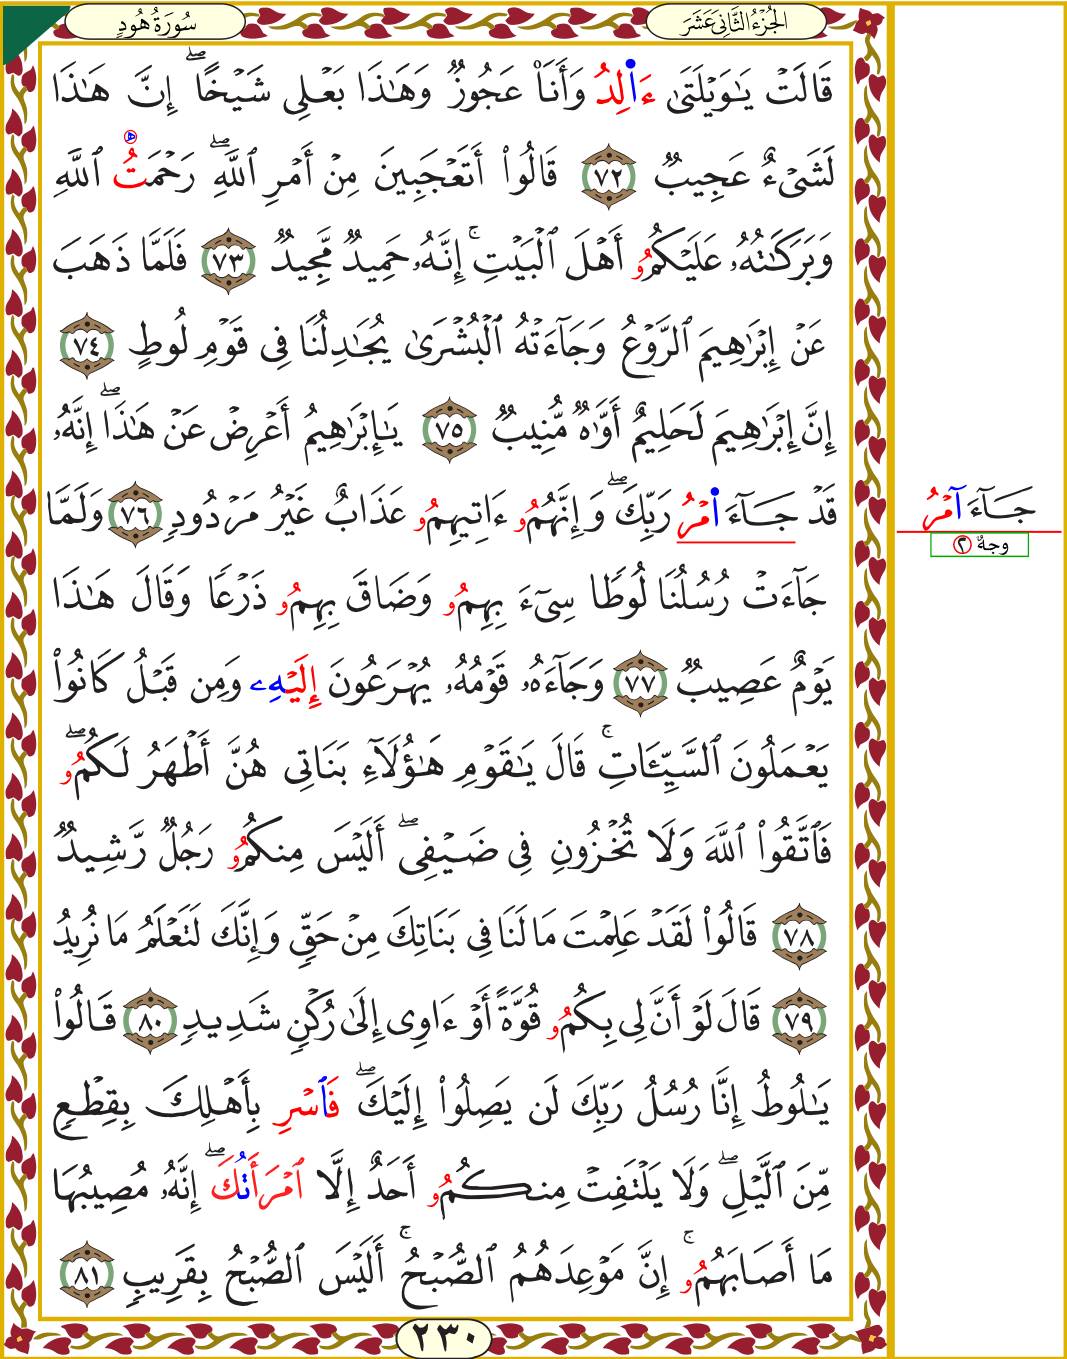 الجُزْءُ الثَّانِيَ عَشَرَ
سُورَةُ هُودٍ
قَالَتْ يَٰوَيْلَتَىٰ ءَا۬لِدُ وَأَنَا۠ عَجُوزٌ وَهَٰذَا بَعْلِى شَيْخًاۖ إِنَّ هَٰذَا
لَشَىْءٌ عَجِيبٌ ٧٢ قَالُوا۟ أَتَعْجَبِينَ مِنْ أَمْرِ ٱللَّهِۖ رَحْمَتُ ٱللَّهِ
وَبَرَكَٰتُهُۥ عَلَيْكُمُۥ أَهْلَ ٱلْبَيْتِۚ إِنَّهُۥ حَمِيدٌ مَّجِيدٌ ٧٣ فَلَمَّا ذَهَبَ
عَنْ إِبْرَٰهِيمَ ٱلرَّوْعُ وَجَآءَتْهُ ٱلْبُشْرَىٰ يُجَٰدِلُنَا فِى قَوْمِ لُوطٍ ٧٤
إِنَّ إِبْرَٰهِيمَ لَحَلِيمٌ أَوَّٰهٌ مُّنِيبٌ ٧٥ يَٰٓإِبْرَٰهِيمُ أَعْرِضْ عَنْ هَٰذَاۖ إِنَّهُۥ
قَدْ جَآءَ ا۬مْرُ رَبِّكَۖ وَإِنَّهُمُۥ ءَاتِيهِمُۥ عَذَابٌ غَيْرُ مَرْدُودٍ ٧٦ وَلَمَّا
جَآءَ آمْرُ
وجهٌ ٢
جَآءَتْ رُسُلُنَا لُوطًا سِىٓءَ بِهِمُۥ وَضَاقَ بِهِمُۥ ذَرْعًا وَقَالَ هَٰذَا
يَوْمٌ عَصِيبٌ ٧٧ وَجَآءَهُۥ قَوْمُهُۥ يُهْرَعُونَ إِلَيْهِۦ وَمِن قَبْلُ كَانُوا۟
يَعْمَلُونَ ٱلسَّيِّـَٔاتِۚ قَالَ يَٰقَوْمِ هَٰٓؤُلَآءِ بَنَاتِى هُنَّ أَطْهَرُ لَكُمُۥۖ
فَٱتَّقُوا۟ ٱللَّهَ وَلَا تُخْزُونِ فِى ضَيْفِىۖ أَلَيْسَ مِنكُمُۥ رَجُلٌ رَّشِيدٌ
٧٨ قَالُوا۟ لَقَدْ عَلِمْتَ مَا لَنَا فِى بَنَاتِكَ مِنْ حَقٍّ وَإِنَّكَ لَتَعْلَمُ مَا نُرِيدُ
٧٩ قَالَ لَوْ أَنَّ لِى بِكُمُۥ قُوَّةً أَوْ ءَاوِى إِلَىٰ رُكْنٍ شَدِيدٍ ٨٠ قَالُوا۟
يَٰلُوطُ إِنَّا رُسُلُ رَبِّكَ لَن يَصِلُوٓا۟ إِلَيْكَۖ فَٱسْرِ بِأَهْلِكَ بِقِطْعٍ
مِّنَ ٱلَّيْلِۖ وَلَا يَلْتَفِتْ مِنكُمُۥ أَحَدٌ إِلَّا ٱمْرَأَتُكَۖ إِنَّهُۥ مُصِيبُهَا
مَا أَصَابَهُمُۥۚ إِنَّ مَوْعِدَهُمُ ٱلصُّبْحُۚ أَلَيْسَ ٱلصُّبْحُ بِقَرِيبٍ ٨١
٢٣٠